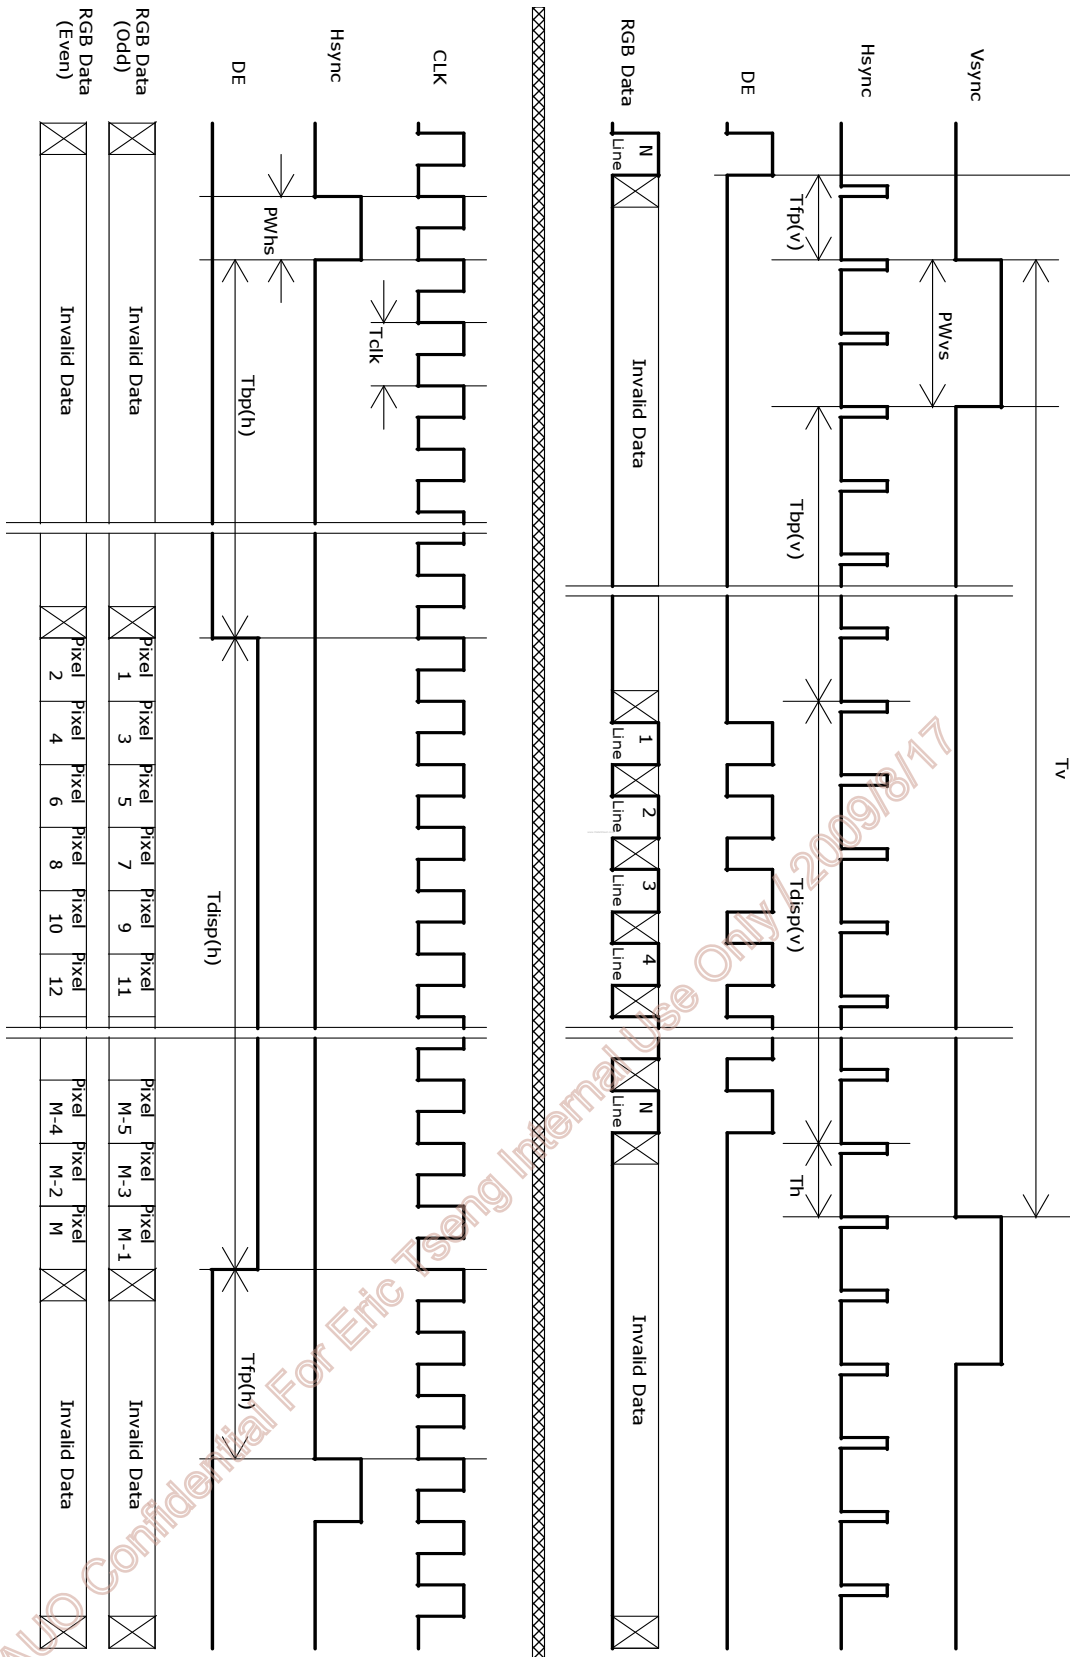 Tv
Vsync
PWvs
Hsync
Tfp(v)
Tbp(v)
Tdisp(v)
Th
DE
RGB Data
Line N
Invalid Data
Line 1
Line 2
Line 3
Line 4
Line N
Invalid Data
CLK
Tclk
Hsync
PWhs
DE
Tbp(h)
Tdisp(h)
Tfp(h)
RGB Data
(Odd)
Invalid Data
Pixel 1
Pixel 3
Pixel 5
Pixel 7
Pixel 9
Pixel 11
Pixel M-5
Pixel M-3
Pixel M-1
Invalid Data
RGB Data
(Even)
Invalid Data
Pixel 2
Pixel 4
Pixel 6
Pixel 8
Pixel 10
Pixel 12
Pixel M-4
Pixel M-2
Pixel M
Invalid Data
AUO Confidential For Eric Tseng Internal Use Only / 2009/8/17